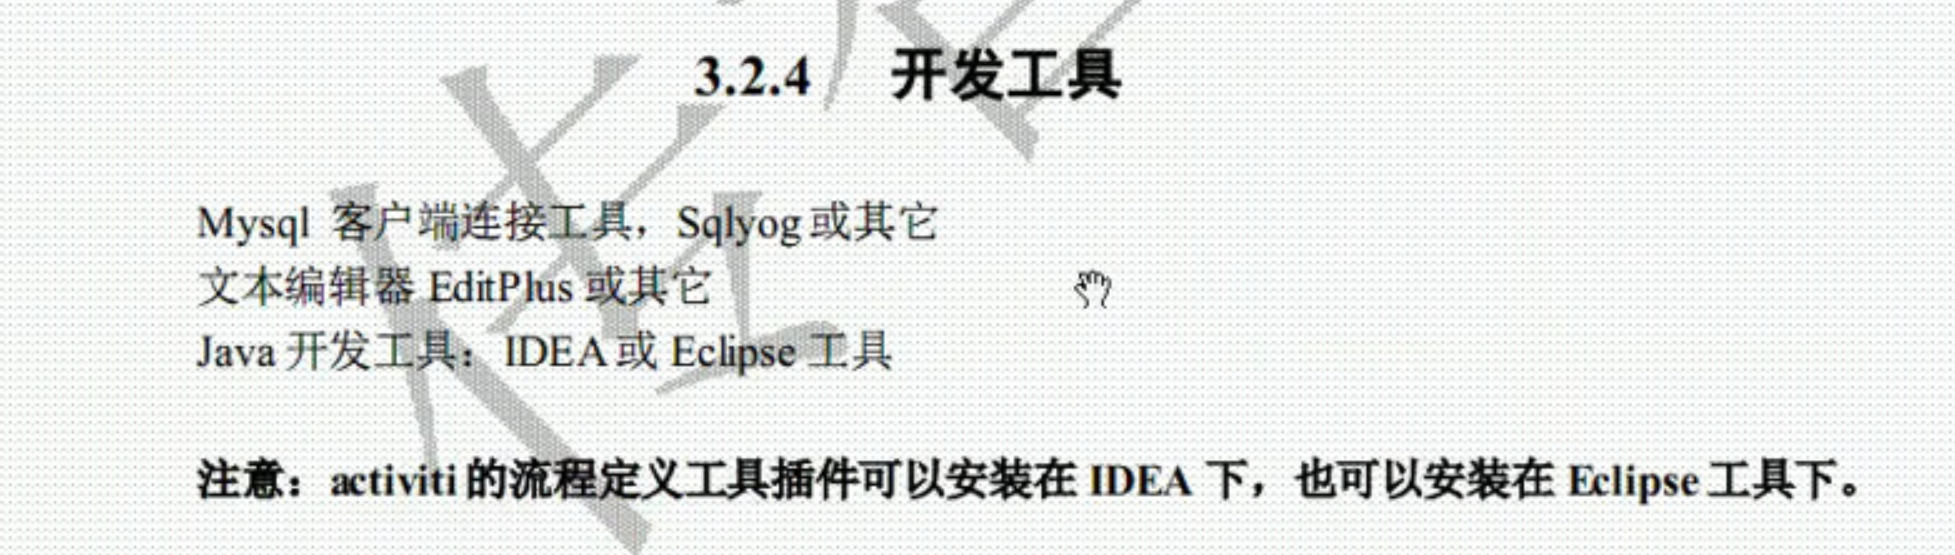 3.2.4 开发工具
Mysql 客户端连接工具，Sqlyog 或其它
文本编辑器 EditPlus 或其它
Java 开发工具：IDEA 或 Eclipse 工具
注意：activiti 的流程定义工具插件可以安装在 IDEA 下，也可以安装在 Eclipse 工具下。